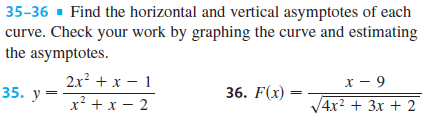 35–36 ▪ Find the horizontal and vertical asymptotes of each
curve. Check your work by graphing the curve and estimating
the asymptotes.
35. y = (2x² + x − 1)/(x² + x − 2)   36. F(x) = (x − 9)/√(4x² + 3x + 2)